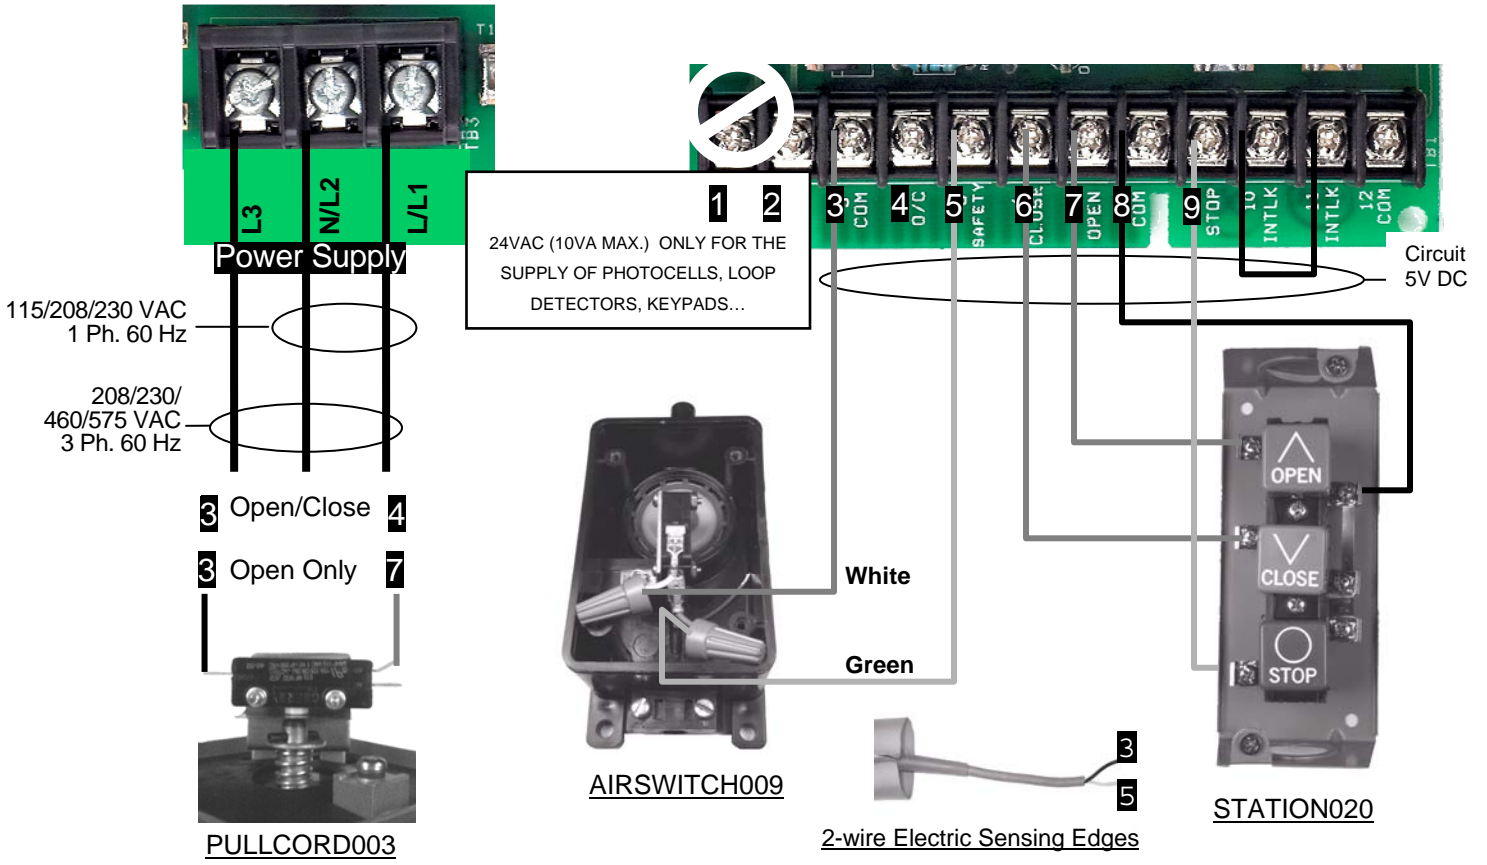 T1
TB3
L3
N/L2
L/L1
Power Supply
115/208/230 VAC
1 Ph. 60 Hz
208/230/
460/575 VAC
3 Ph. 60 Hz
3 Open/Close 4
3 Open Only 7
PULLCORD003
1 2 3 4 5 6 7 8 9
COM
O/C
SAFETY
CLOSE
OPEN
COM
STOP
10
INTLK
11
INTLK
12
COM
TB1
24VAC (10VA MAX.) ONLY FOR THE
SUPPLY OF PHOTOCELLS, LOOP
DETECTORS, KEYPADS…
Circuit
5V DC
White
Green
AIRSWITCH009
3
5
2-wire Electric Sensing Edges
OPEN
CLOSE
STOP
STATION020